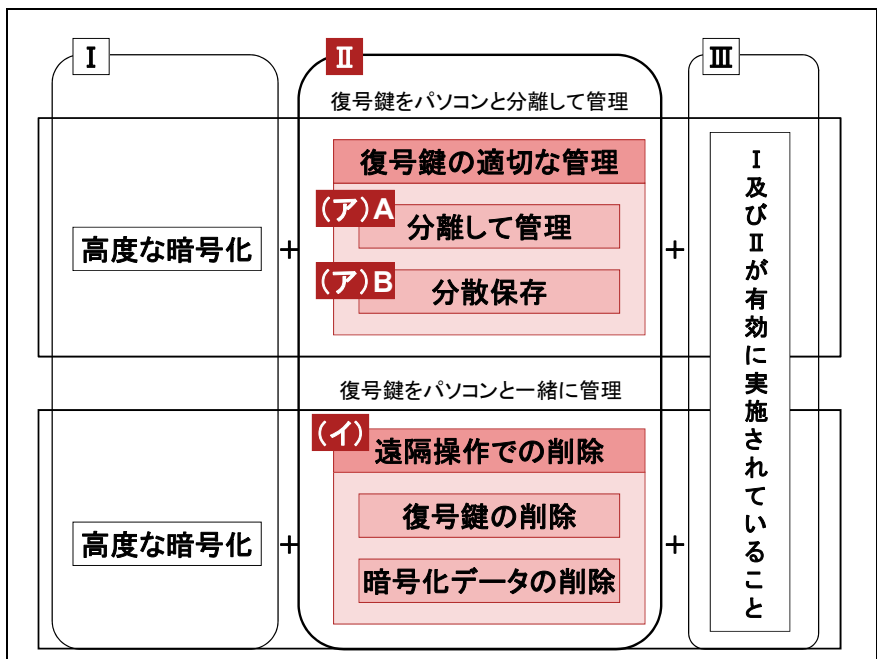 Ⅰ
Ⅱ
Ⅲ
復号鍵をパソコンと分離して管理
復号鍵の適切な管理
(ア)A
分離して管理
高度な暗号化
+
+
(ア)B
分散保存
復号鍵をパソコンと一緒に管理
(イ)
遠隔操作での削除
復号鍵の削除
高度な暗号化
+
+
暗号化データの削除
Ⅰ及びⅡが有効に実施されていること